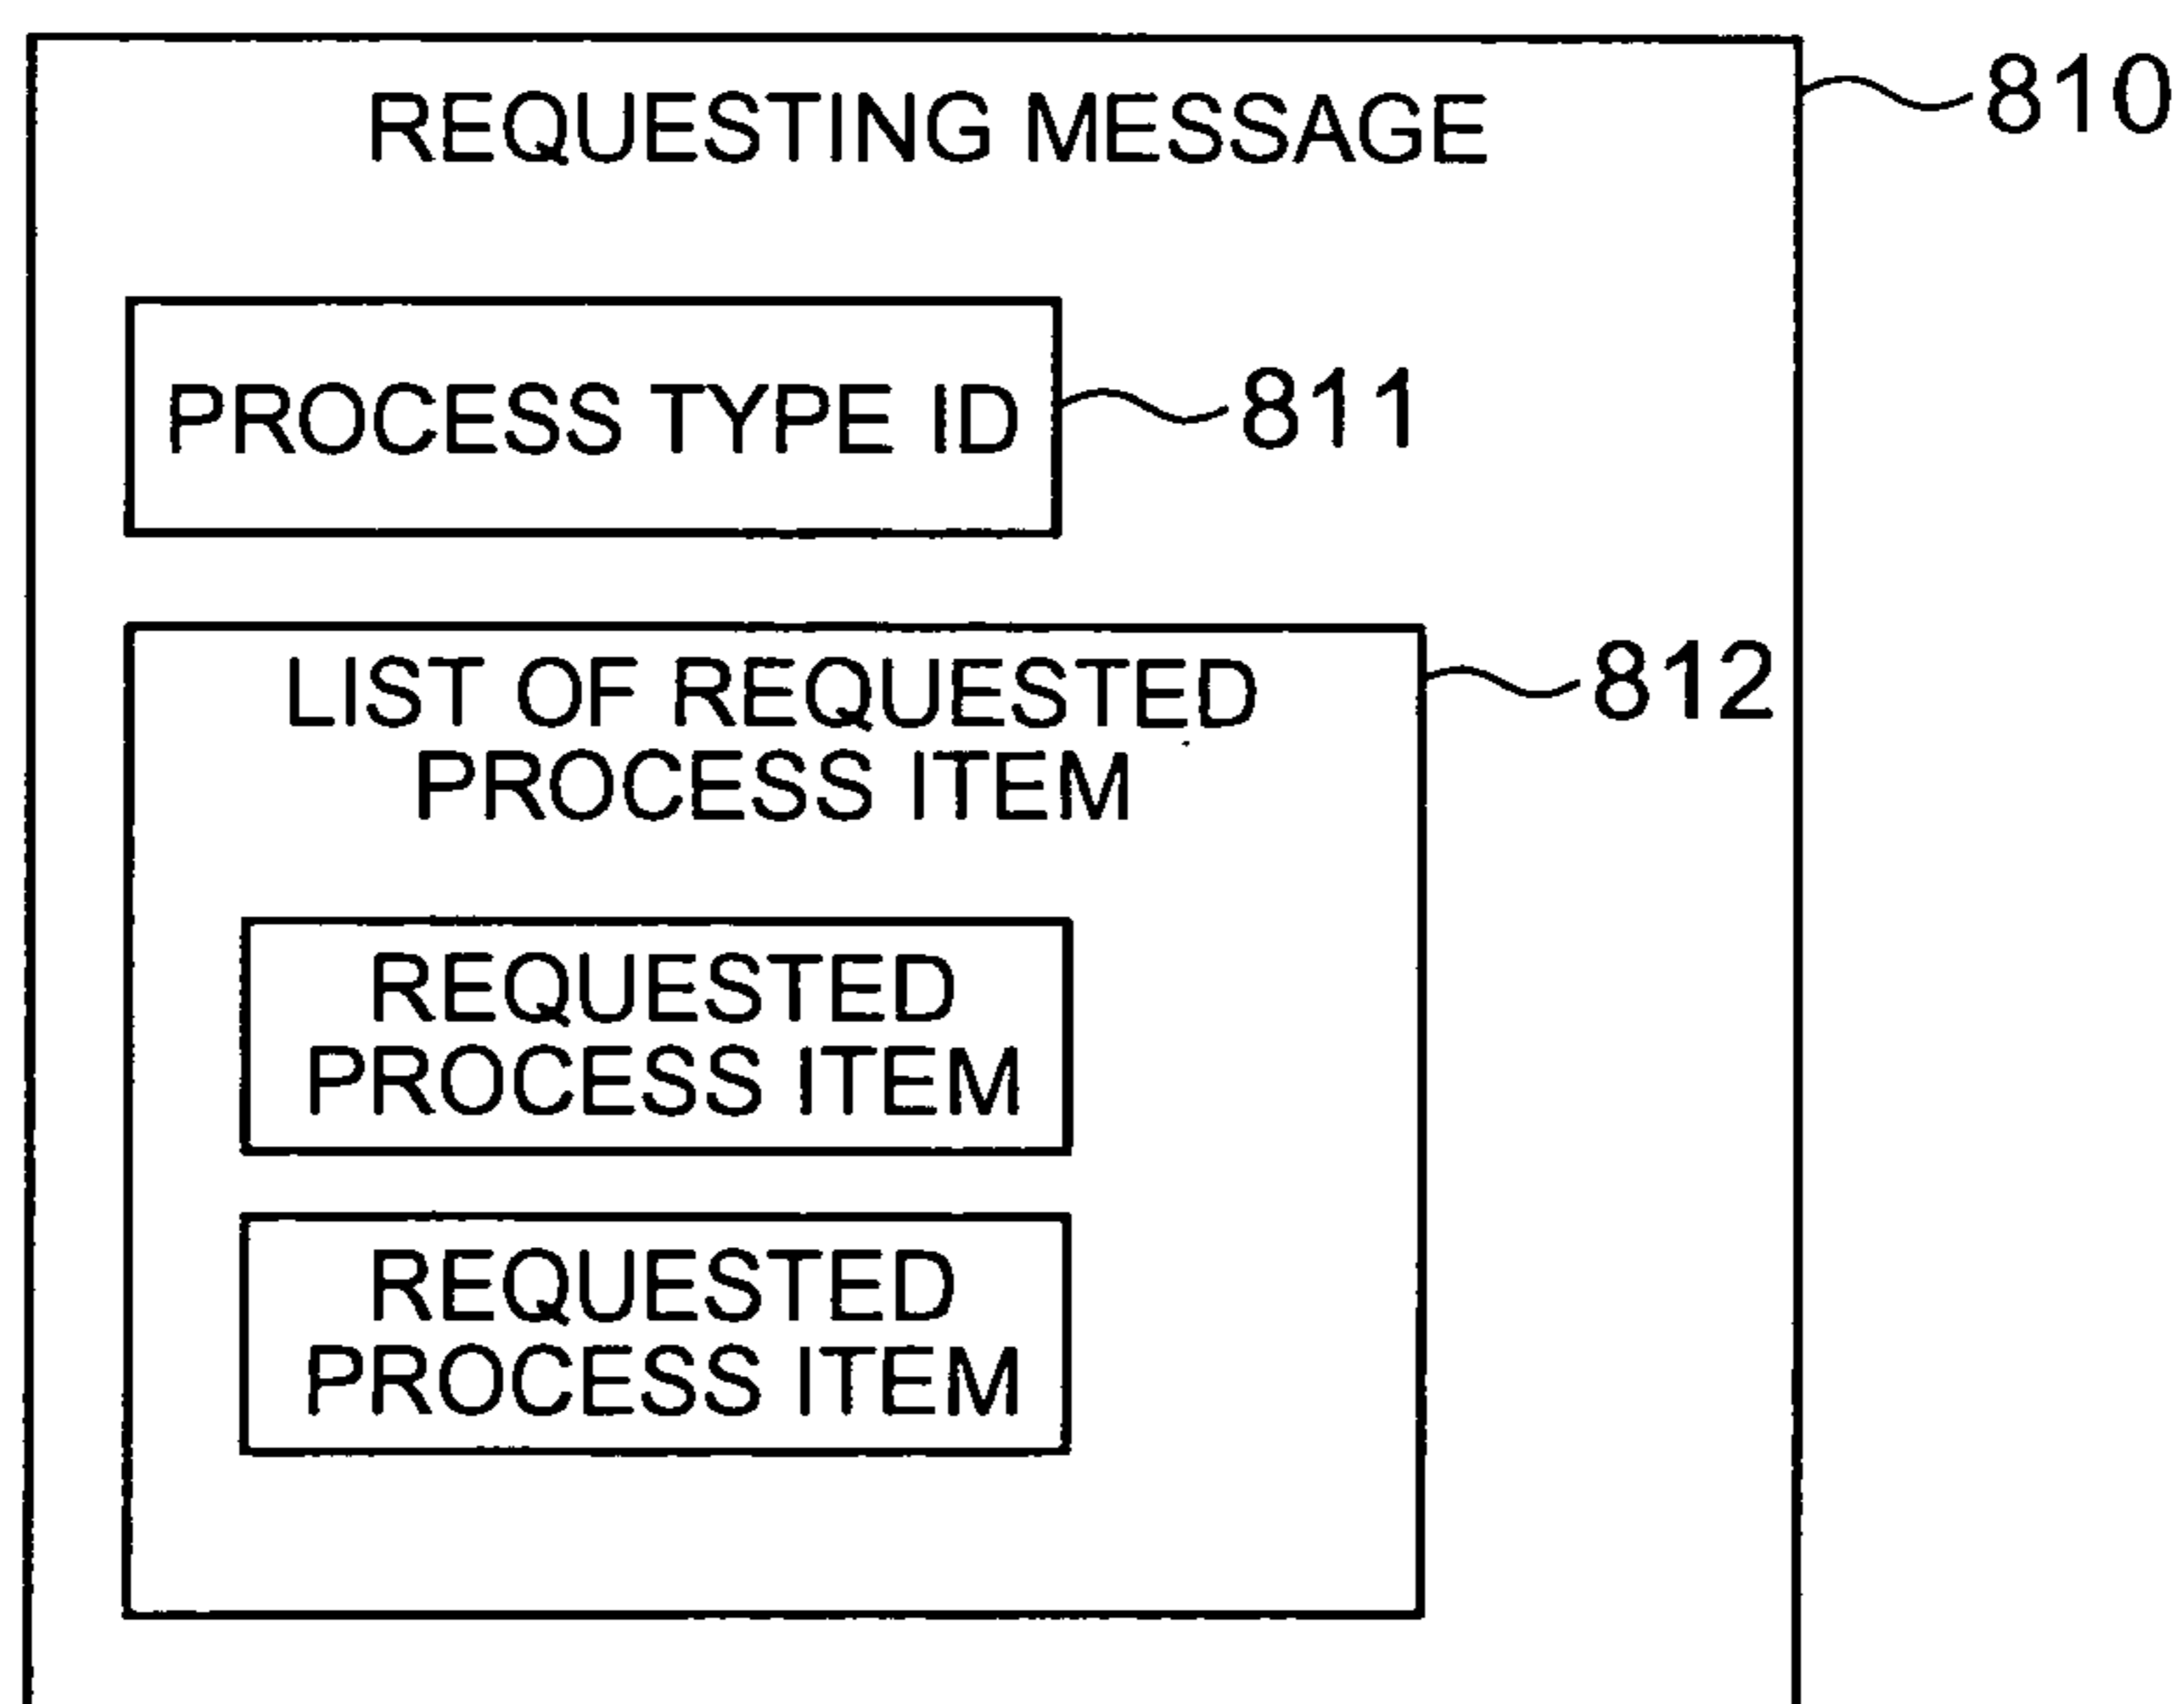 REQUESTING MESSAGE
810
PROCESS TYPE ID
811
LIST OF REQUESTED
PROCESS ITEM
812
REQUESTED
PROCESS ITEM
REQUESTED
PROCESS ITEM